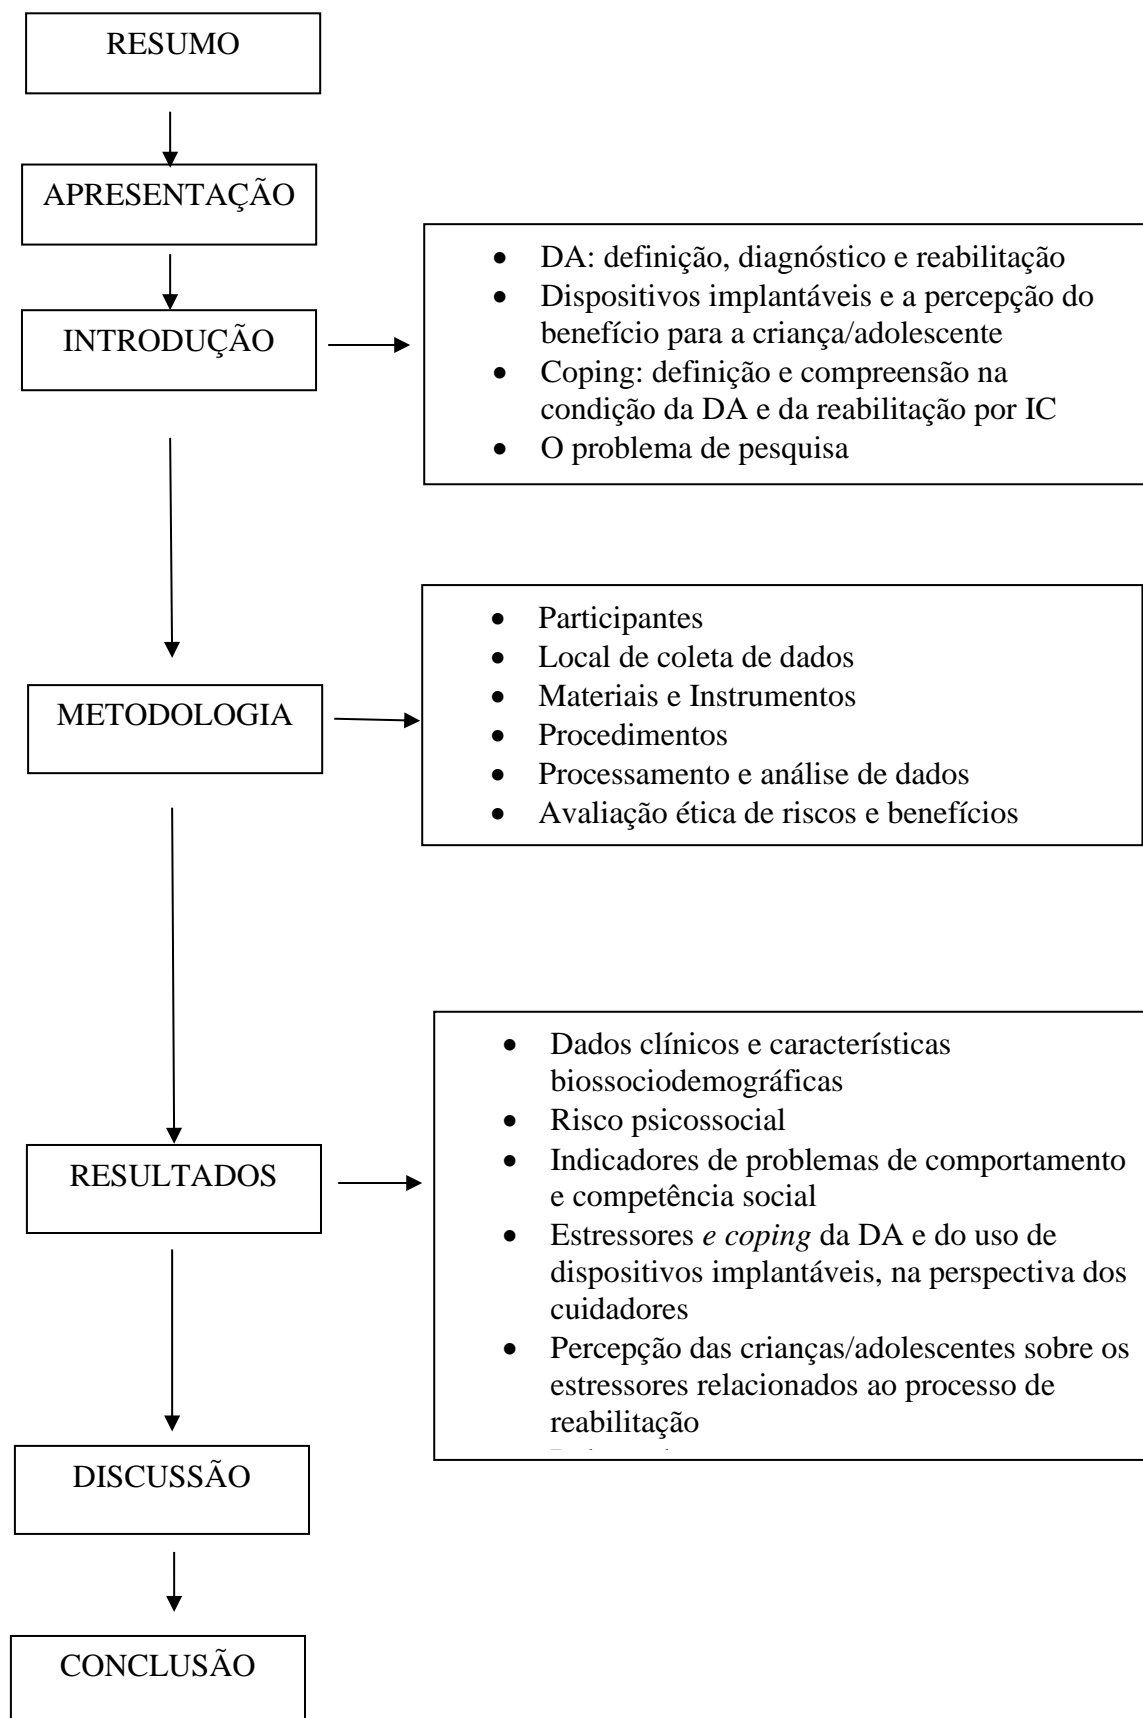 RESUMO
APRESENTAÇÃO
INTRODUÇÃO
• DA: definição, diagnóstico e reabilitação
• Dispositivos implantáveis e a percepção do
benefício para a criança/adolescente
• Coping: definição e compreensão na
condição da DA e da reabilitação por IC
• O problema de pesquisa
METODOLOGIA
• Participantes
• Local de coleta de dados
• Materiais e Instrumentos
• Procedimentos
• Processamento e análise de dados
• Avaliação ética de riscos e benefícios
RESULTADOS
• Dados clínicos e características
biossociodemográficas
• Risco psicossocial
• Indicadores de problemas de comportamento
e competência social
• Estressores e coping da DA e do uso de
dispositivos implantáveis, na perspectiva dos
cuidadores
• Percepção das crianças/adolescentes sobre os
estressores relacionados ao processo de
reabilitação
DISCUSSÃO
CONCLUSÃO